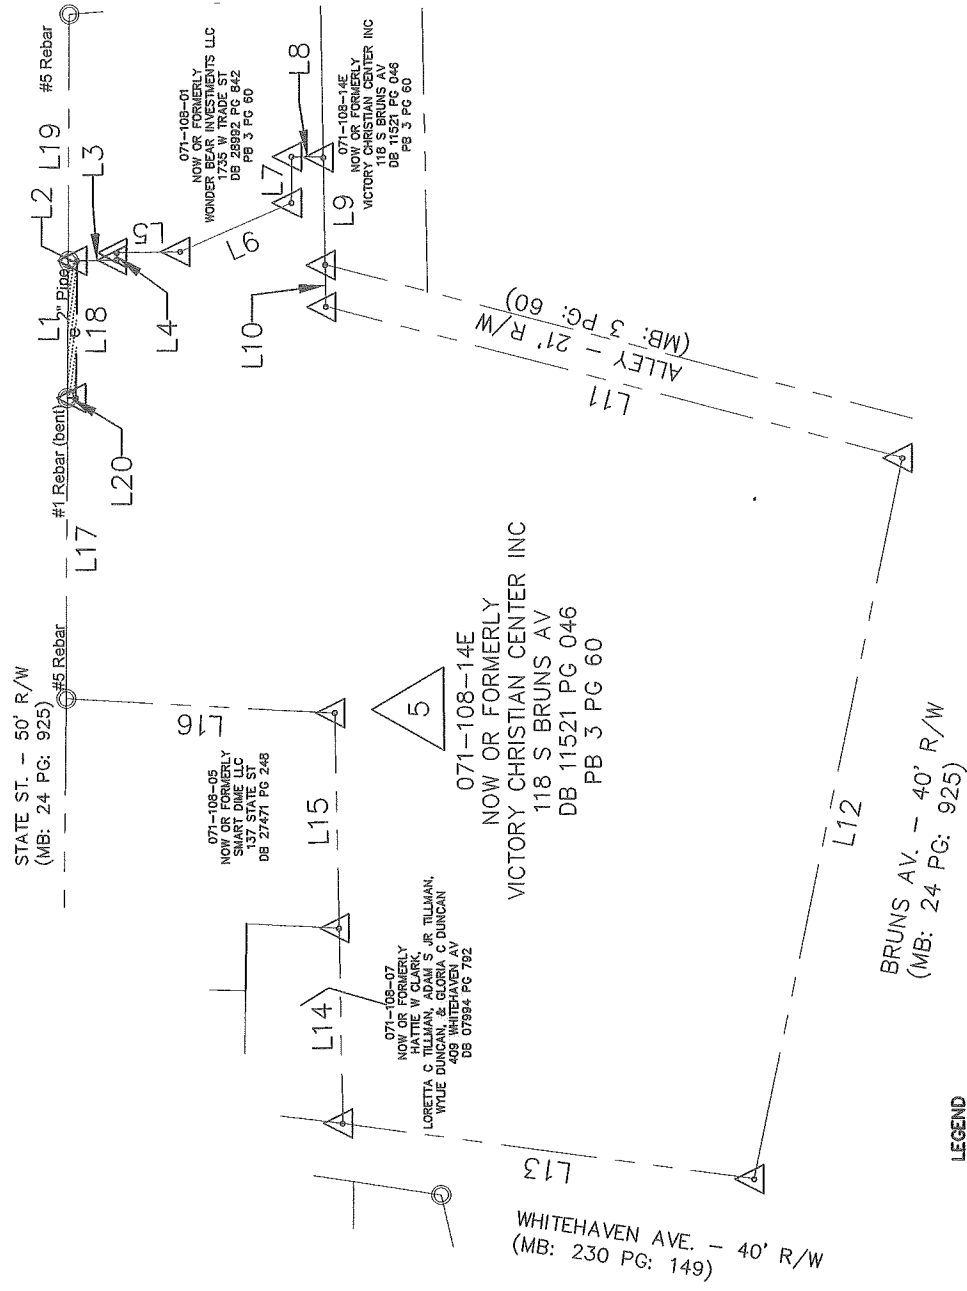 STATE ST. - 50' R/W
(MB: 24 PG: 925)
#5 Rebar
L17
#1 Rebar (bent)
L20
L1
2" Pipe
L18
L2
L19
#5 Rebar
L3
L4
L5
L6
L7
L8
L9
L10
071-108-01
NOW OR FORMERLY
WONDER BEAR INVESTMENTS LLC
1735 W TRADE ST
DB 28992 PG 842
PB 3 PG 60
071-108-14E
NOW OR FORMERLY
VICTORY CHRISTIAN CENTER INC
118 S BRUNS AV
DB 11521 PG 046
PB 3 PG 60
ALLEY - 21' R/W
(MB: 3 PG: 60)
L11
L16
071-108-05
NOW OR FORMERLY
SMART DIME LLC
137 STATE ST
DB 27471 PG 248
L15
5
071-108-14E
NOW OR FORMERLY
VICTORY CHRISTIAN CENTER INC
118 S BRUNS AV
DB 11521 PG 046
PB 3 PG 60
L14
071-108-07
NOW OR FORMERLY
HATTIE W CLARK,
LORETTA C TILLMAN, ADAM S JR TILLMAN,
WYLIE DUNCAN, & GLORIA C DUNCAN
409 WHITEHAVEN AV
DB 07994 PG 792
L12
BRUNS AV. - 40' R/W
(MB: 24 PG: 925)
L13
WHITEHAVEN AVE. - 40' R/W
(MB: 230 PG: 149)
LEGEND